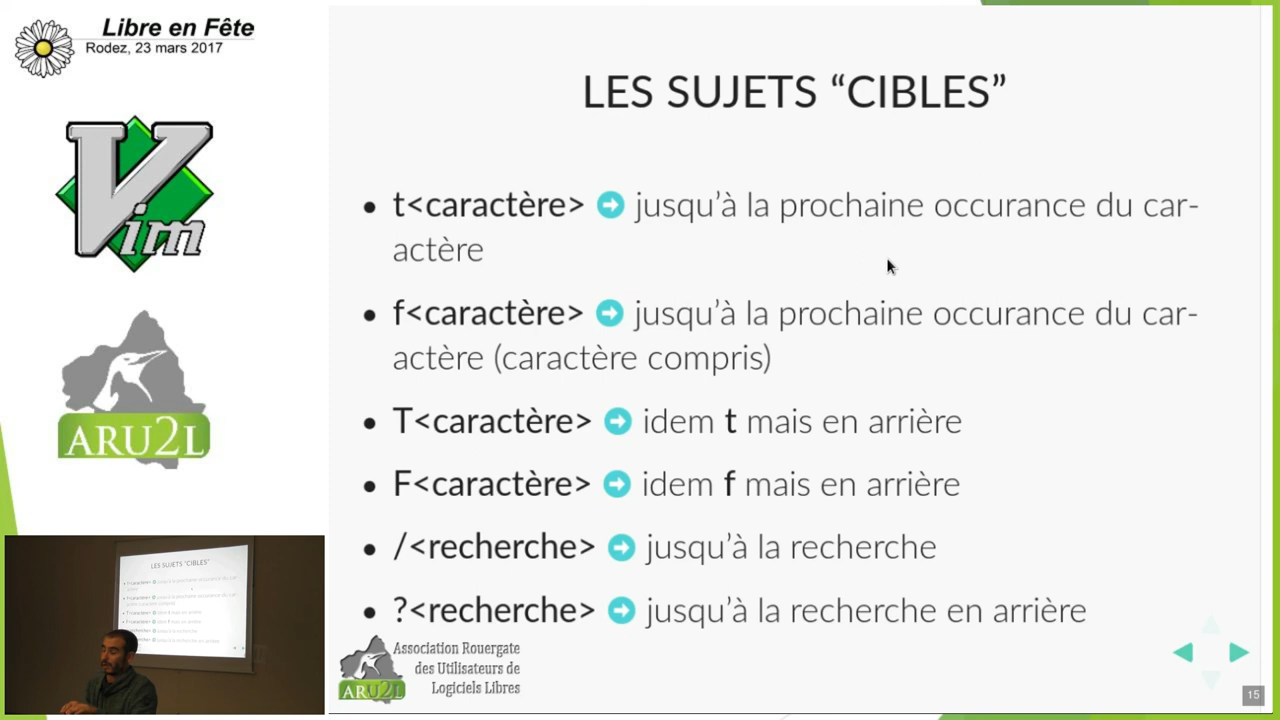 Libre en Fête
Rodez, 23 mars 2017
Vim
ARU2L
LES SUJETS “CIBLES”
• t<caractère> ➡ jusqu’à la prochaine occurance du car-
actère
• f<caractère> ➡ jusqu’à la prochaine occurance du car-
actère (caractère compris)
• T<caractère> ➡ idem t mais en arrière
• F<caractère> ➡ idem f mais en arrière
• /<recherche> ➡ jusqu’à la recherche
• ?<recherche> ➡ jusqu’à la recherche en arrière
Association Rouergate
des Utilisateurs de
Logiciels Libres
ARU2L
15
LES SUJETS “CIBLES”